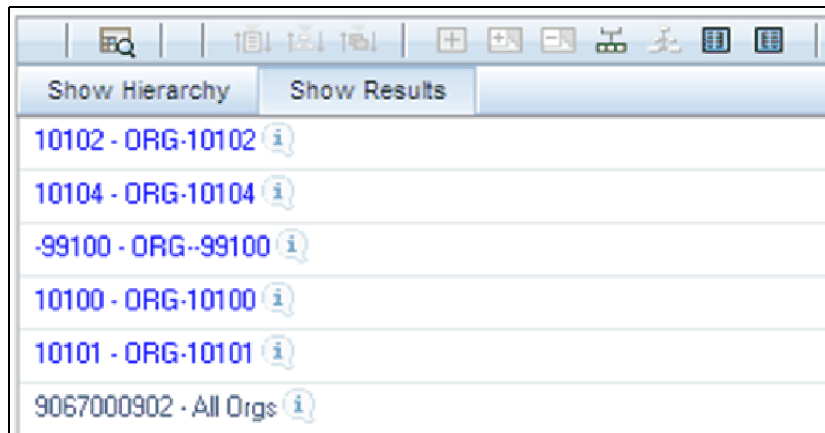 Show Hierarchy Show Results
10102 - ORG-10102
10104 - ORG-10104
-99100 - ORG--99100
10100 - ORG-10100
10101 - ORG-10101
9067000902 - All Orgs